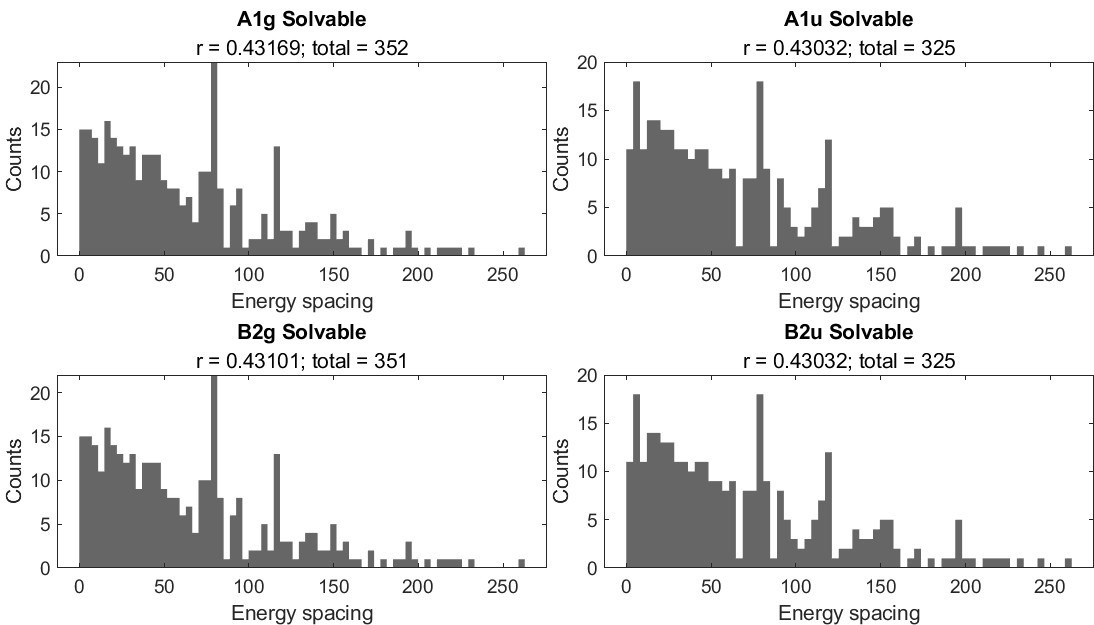 A1g Solvable
r = 0.43169; total = 352
20
15
10
5
0
Counts
0 50 100 150 200 250
Energy spacing
A1u Solvable
r = 0.43032; total = 325
20
15
10
5
0
Counts
0 50 100 150 200 250
Energy spacing
B2g Solvable
r = 0.43101; total = 351
20
15
10
5
0
Counts
0 50 100 150 200 250
Energy spacing
B2u Solvable
r = 0.43032; total = 325
20
15
10
5
0
Counts
0 50 100 150 200 250
Energy spacing